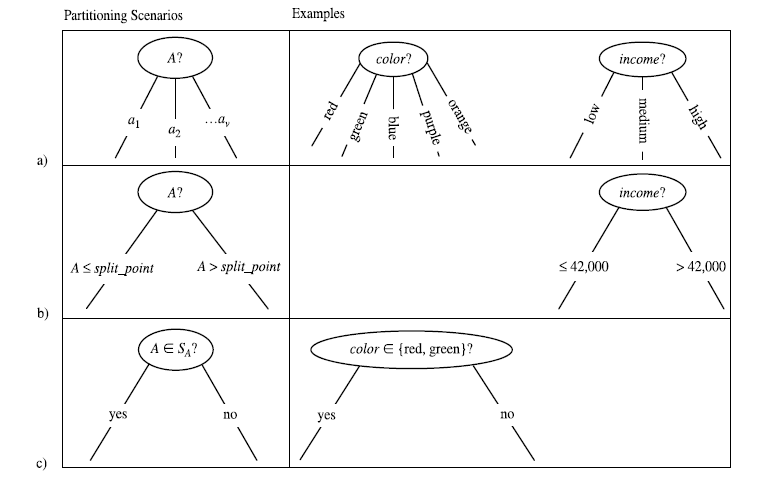 Partitioning Scenarios Examples
A? color? income?
a1 a2 …av red green blue purple orange low medium high
a)
A? income?
A ≤ split_point A > split_point ≤ 42,000 > 42,000
b)
A ∈ SA? color ∈ {red, green}?
yes no yes no
c)